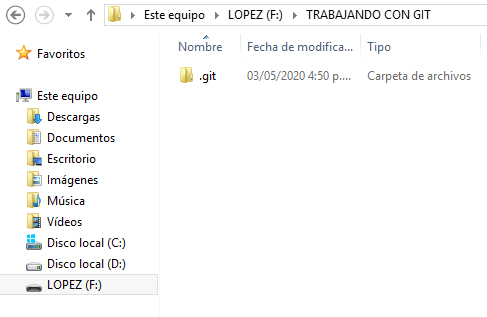 Este equipo ▸ LOPEZ (F:) ▸ TRABAJANDO CON GIT
Favoritos
Este equipo
Descargas
Documentos
Escritorio
Imágenes
Música
Vídeos
Disco local (C:)
Disco local (D:)
LOPEZ (F:)
Nombre Fecha de modifica... Tipo
.git 03/05/2020 4:50 p.... Carpeta de archivos